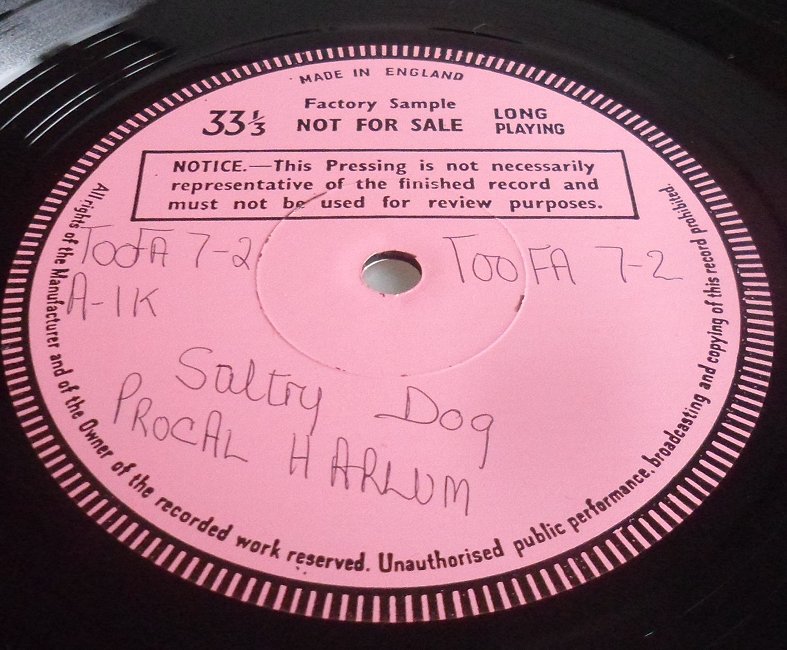 MADE IN ENGLAND
Factory Sample
33⅓ NOT FOR SALE LONG PLAYING
NOTICE.—This Pressing is not necessarily
representative of the finished record and
must not be used for review purposes.
TooFA 7-2 TOOFA 7-2
A-1K
Saltry Dog
PROCAL HARLUM
All rights of the Manufacturer and of the Owner of the recorded work reserved. Unauthorised public performance, broadcasting and copying of this record prohibited.